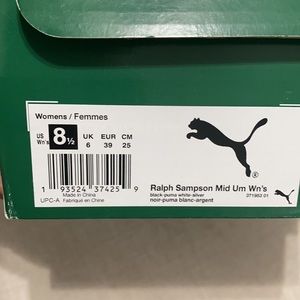 Womens / Femmes
US UK EUR CM
Wn's 8½ 6 39 25
1 93524 37425 9
Made in China
UPC-A Fabriqué en Chine
Ralph Sampson Mid Um Wn's
371982 01
black-puma white-silver
noir-puma blanc-argent